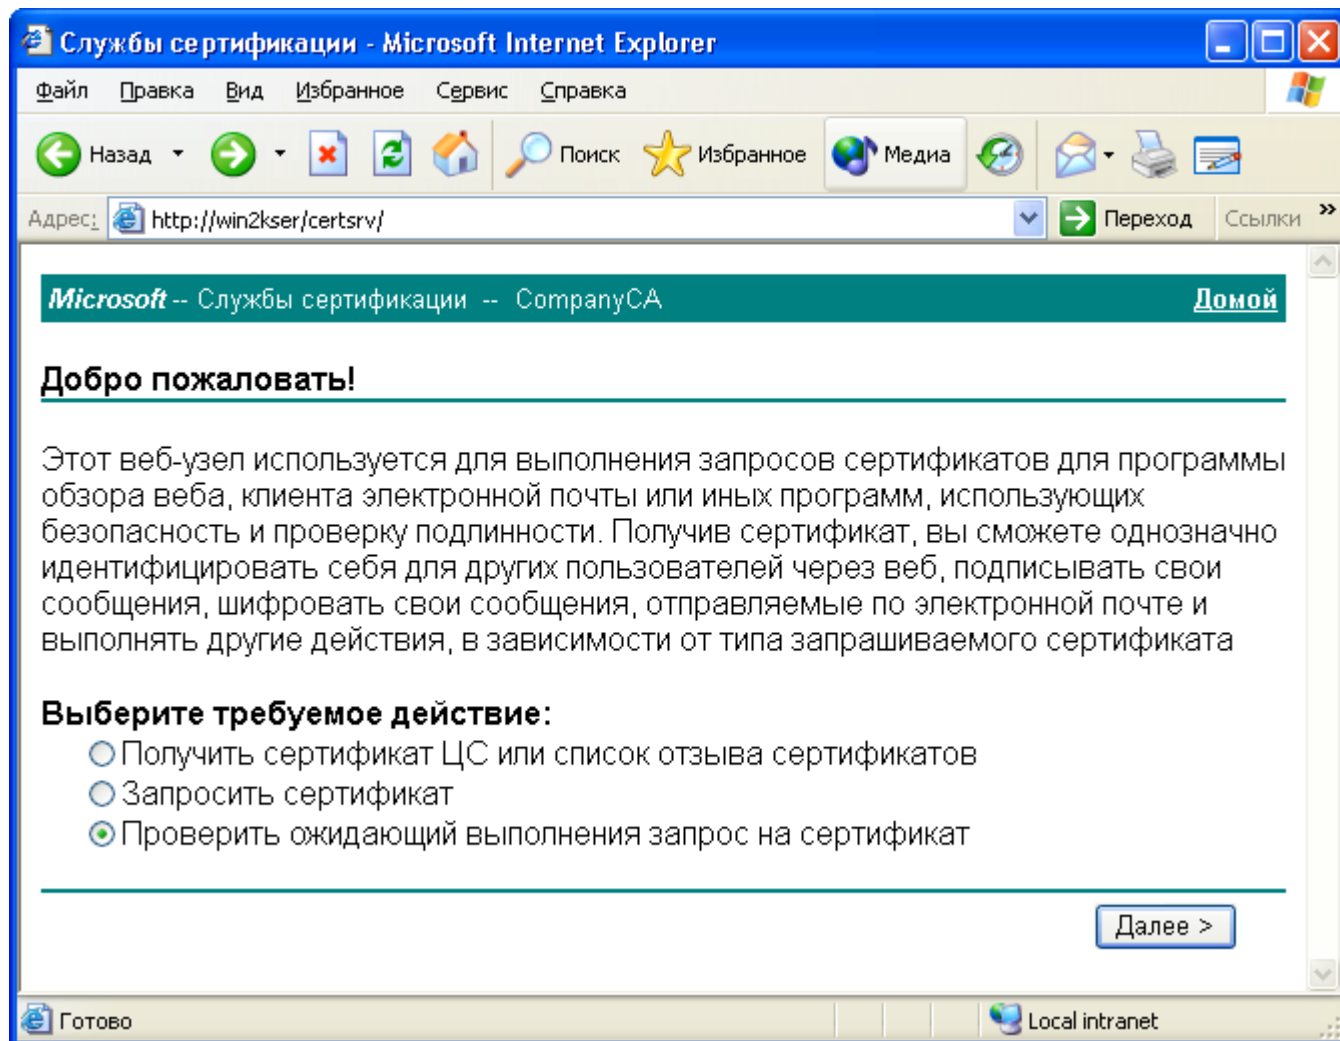 Службы сертификации - Microsoft Internet Explorer
Файл Правка Вид Избранное Сервис Справка
Назад Поиск Избранное Медиа
Адрес: http://win2kser/certsrv/ Переход Ссылки »
Microsoft -- Службы сертификации -- CompanyCA Домой
Добро пожаловать!
Этот веб-узел используется для выполнения запросов сертификатов для программы
обзора веба, клиента электронной почты или иных программ, использующих
безопасность и проверку подлинности. Получив сертификат, вы сможете однозначно
идентифицировать себя для других пользователей через веб, подписывать свои
сообщения, шифровать свои сообщения, отправляемые по электронной почте и
выполнять другие действия, в зависимости от типа запрашиваемого сертификата
Выберите требуемое действие:
Получить сертификат ЦС или список отзыва сертификатов
Запросить сертификат
Проверить ожидающий выполнения запрос на сертификат
Далее >
Готово Local intranet